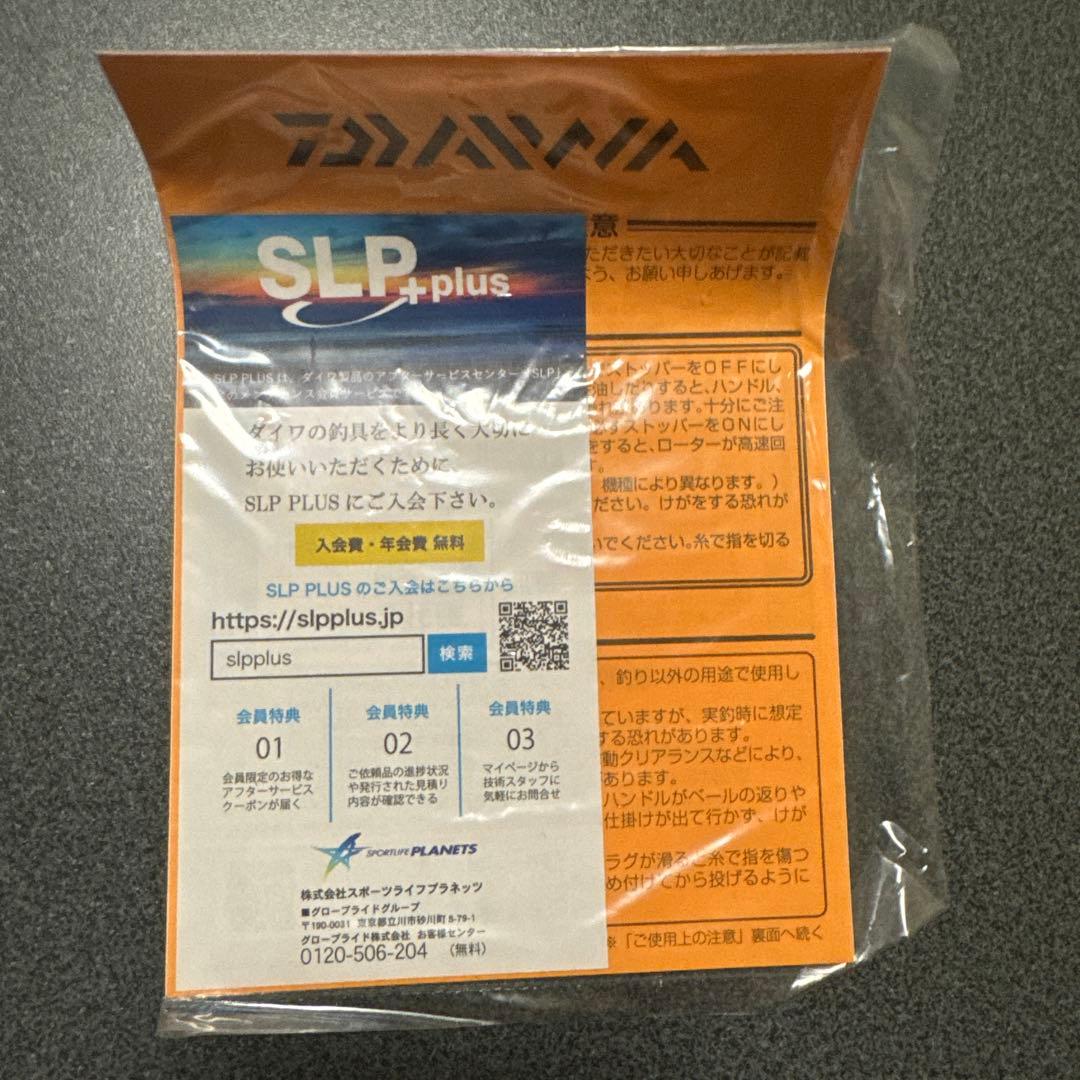 DAIWA
意
ただきたい大切なことが記載
よう、お願い申しあげます。
SLP+plus
SLP PLUSは、ダイワ製品のアフターサービスセンター「SLP」
ダイワの釣具をより長く大切に
お使いいただくために、
SLP PLUS にご入会下さい。
入会費・年会費 無料
SLP PLUS のご入会はこちらから
https://slpplus.jp
slpplus 検索
会員特典
01
会員限定のお得な
アフターサービス
クーポンが届く
会員特典
02
ご依頼品の進捗状況
や発行された見積り
内容が確認できる
会員特典
03
マイページから
技術スタッフに
気軽にお問合せ
SPORTLIFE PLANETS
株式会社スポーツライフプラネッツ
■グローブライドグループ
〒190-0031 東京都立川市砂川町8-79-1
グローブライド株式会社 お客様センター
0120-506-204 （無料）
ストッパーをOFFにし
油したりすると、ハンドル、
ります。十分にご注
ずストッパーをONにし
をすると、ローターが高速回
す。
機種により異なります。）
ださい。けがをする恐れが
いでください。糸で指を切る
、釣り以外の用途で使用し
ていますが、実釣時に想定
する恐れがあります。
動クリアランスなどにより、
があります。
ハンドルがベールの返りや
仕掛けが出て行かず、けが
ラグが滑ると糸で指を傷つ
め付けてから投げるように
※「ご使用上の注意」裏面へ続く